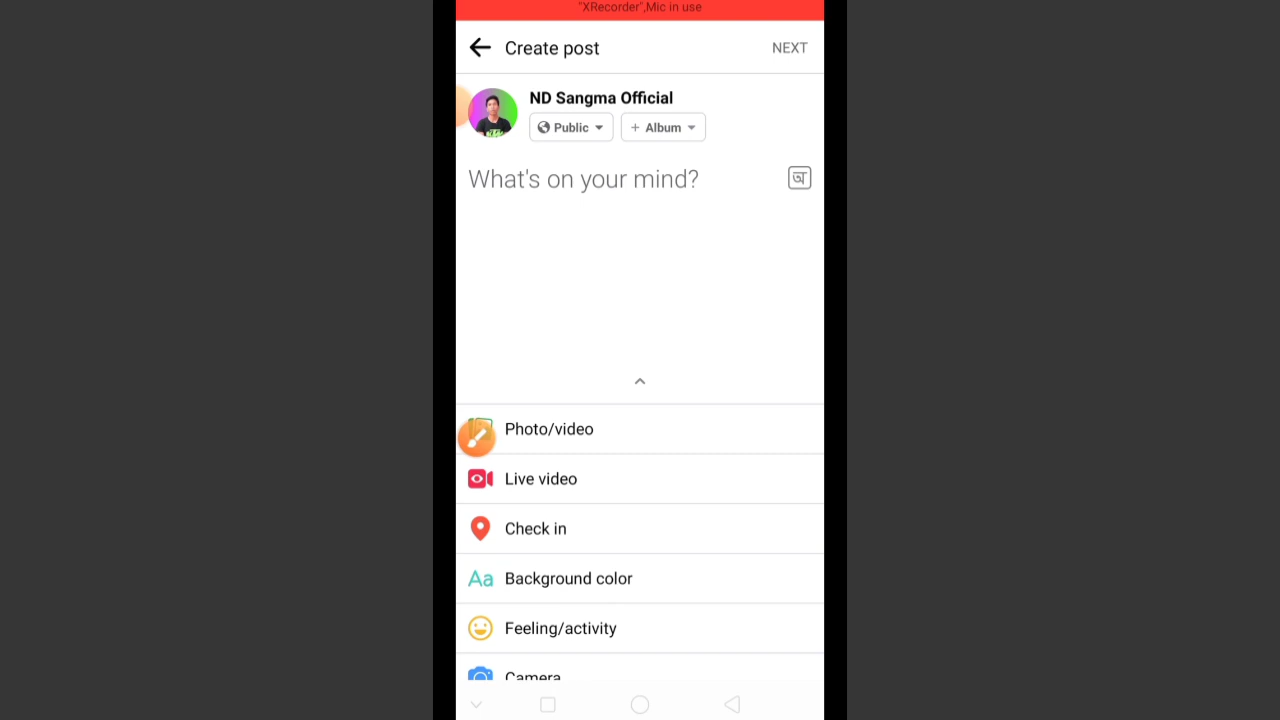 "XRecorder",Mic in use
Create post
NEXT
ND Sangma Official
Public
+ Album
What's on your mind?
অ
Photo/video
Live video
Check in
Aa Background color
Feeling/activity
Camera